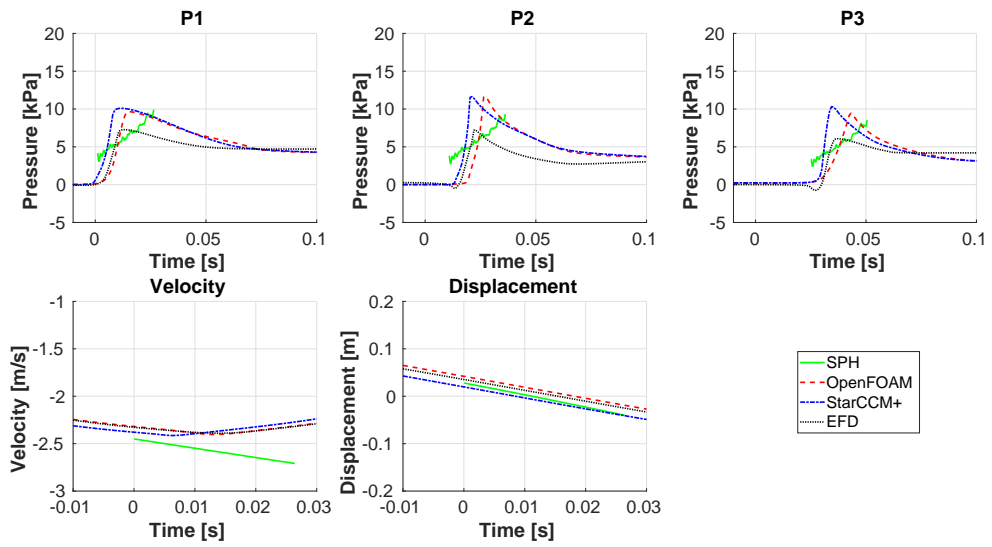 P1
20
15
10
5
0
-5
Pressure [kPa]
0
0.05
0.1
Time [s]
P2
20
15
10
5
0
-5
Pressure [kPa]
0
0.05
0.1
Time [s]
P3
20
15
10
5
0
-5
Pressure [kPa]
0
0.05
0.1
Time [s]
Velocity
-1
-1.5
-2
-2.5
-3
Velocity [m/s]
-0.01
0
0.01
0.02
0.03
Time [s]
Displacement
0.2
0.1
0
-0.1
-0.2
Displacement [m]
-0.01
0
0.01
0.02
0.03
Time [s]
SPH
OpenFOAM
StarCCM+
EFD